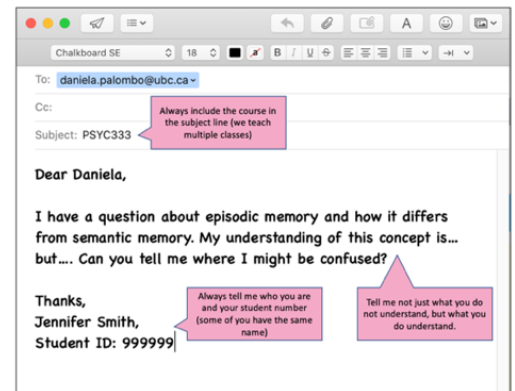 Chalkboard SE 18 a B I U S
To: daniela.palombo@ubc.ca
Cc:
Subject: PSYC333
Always include the course in
the subject line (we teach
multiple classes)
Dear Daniela,
I have a question about episodic memory and how it differs
from semantic memory. My understanding of this concept is...
but.... Can you tell me where I might be confused?
Thanks,
Jennifer Smith,
Student ID: 999999
Always tell me who you are
and your student number
(some of you have the same
name)
Tell me not just what you do
not understand, but what you
do understand.